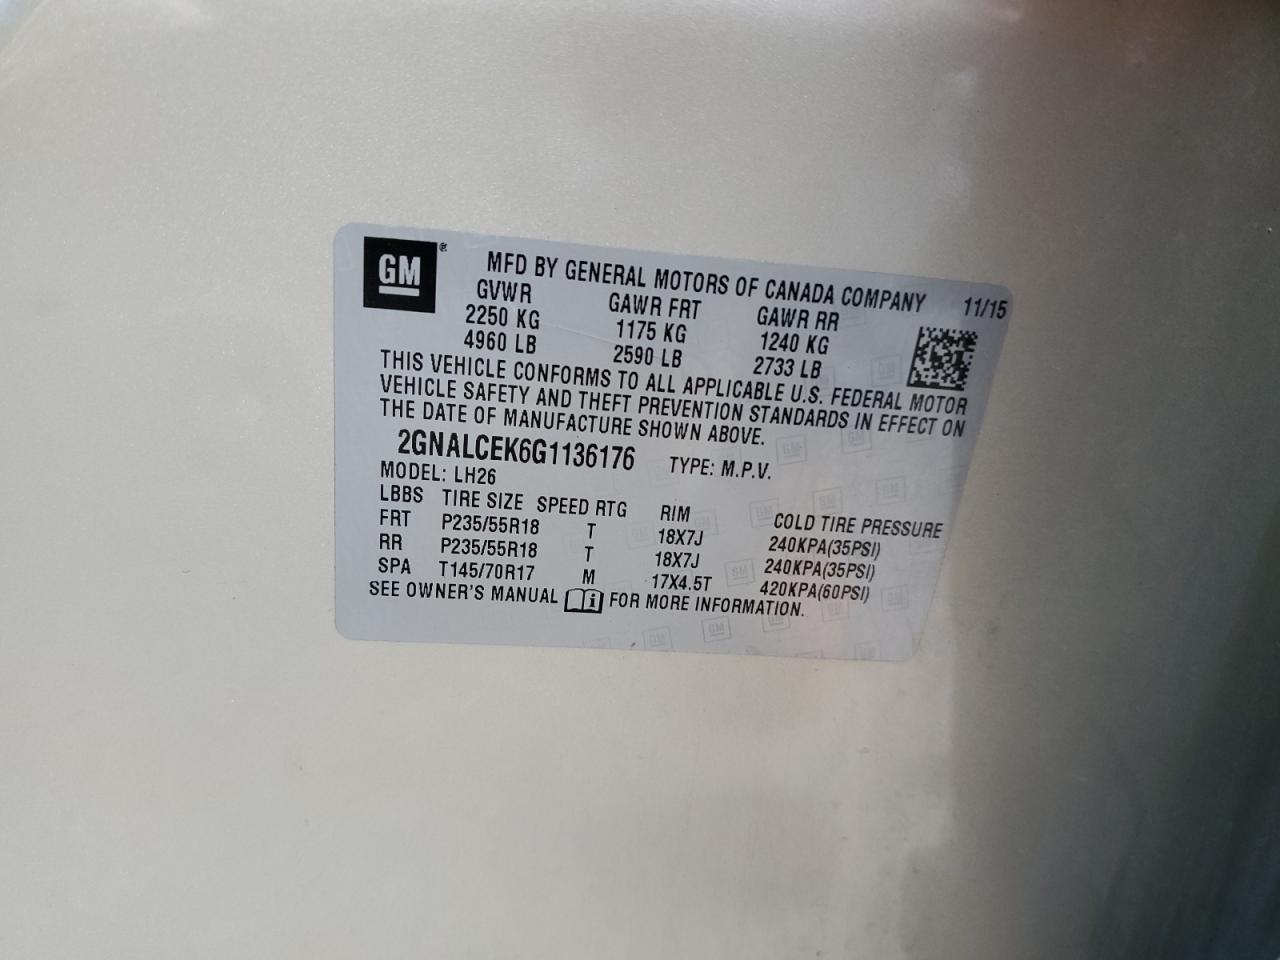 GM ® MFD BY GENERAL MOTORS OF CANADA COMPANY 11/15
GVWR GAWR FRT GAWR RR
2250 KG 1175 KG 1240 KG
4960 LB 2590 LB 2733 LB
THIS VEHICLE CONFORMS TO ALL APPLICABLE U.S. FEDERAL MOTOR
VEHICLE SAFETY AND THEFT PREVENTION STANDARDS IN EFFECT ON
THE DATE OF MANUFACTURE SHOWN ABOVE.
2GNALCEK6G1136176 TYPE: M.P.V.
MODEL: LH26
LBBS TIRE SIZE SPEED RTG RIM COLD TIRE PRESSURE
FRT P235/55R18 T 18X7J 240KPA(35PSI)
RR P235/55R18 T 18X7J 240KPA(35PSI)
SPA T145/70R17 M 17X4.5T 420KPA(60PSI)
SEE OWNER'S MANUAL i FOR MORE INFORMATION.